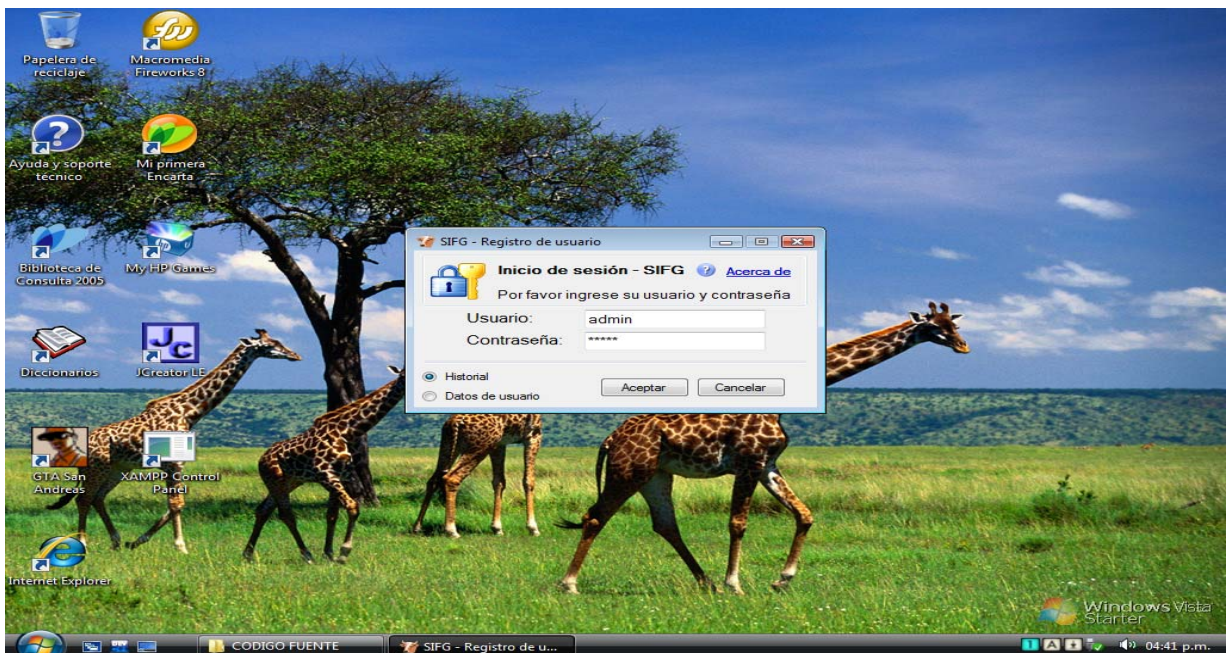 Papelera de
reciclaje
Macromedia
Fireworks 8
Ayuda y soporte
técnico
Mi primera
Encarta
Biblioteca de
Consulta 2005
My HP Games
Diccionarios
JCreator LE
GTA San
Andreas
XAMPP Control
Panel
Internet Explorer
SIFG - Registro de usuario
Inicio de sesión - SIFG
Acerca de
Por favor ingrese su usuario y contraseña
Usuario:
admin
Contraseña:
*****
Historial
Datos de usuario
Aceptar
Cancelar
Windows Vista
Starter
CODIGO FUENTE
SIFG - Registro de u...
1
A
04:41 p.m.